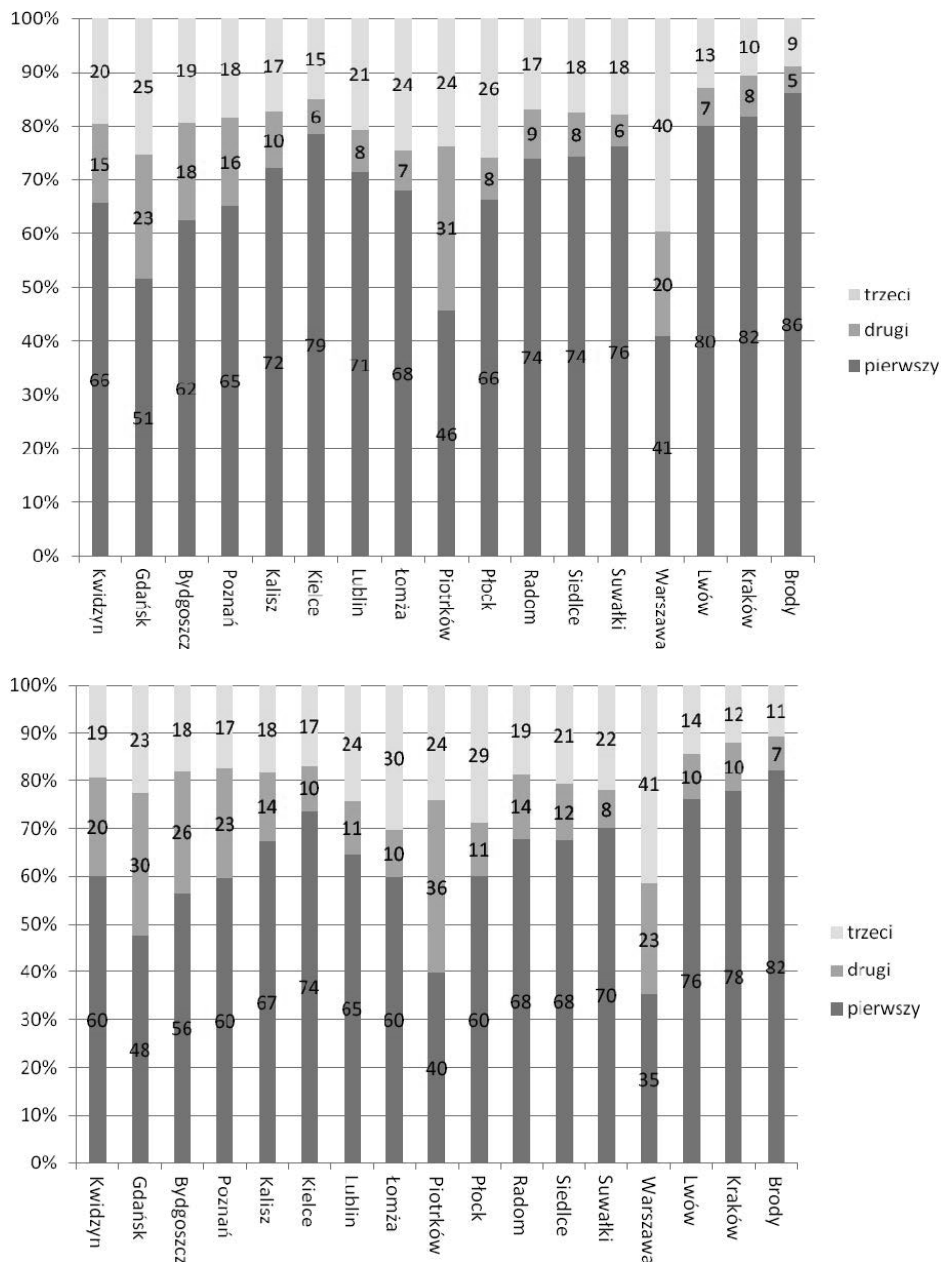 100%
90%
80%
70%
60%
50%
40%
30%
20%
10%
0%
20 25 19 18 17 15 21 24 24 26 17 18 18 40 13 10 9
15 23 18 16 10 6 8 7 31 8 9 8 6 20 7 8 5
66 51 62 65 72 79 71 68 46 66 74 74 76 41 80 82 86
trzeci
drugi
pierwszy
Kwidzyn
Gdańsk
Bydgoszcz
Poznań
Kalisz
Kielce
Lublin
Łomża
Piotrków
Płock
Radom
Siedlce
Suwałki
Warszawa
Lwów
Kraków
Brody
100%
90%
80%
70%
60%
50%
40%
30%
20%
10%
0%
19 23 18 17 18 17 24 30 24 29 19 21 22 41 14 12 11
20 30 26 23 14 10 11 10 36 11 14 12 8 23 10 10 7
60 48 56 60 67 74 65 60 40 60 68 68 70 35 76 78 82
trzeci
drugi
pierwszy
Kwidzyn
Gdańsk
Bydgoszcz
Poznań
Kalisz
Kielce
Lublin
Łomża
Piotrków
Płock
Radom
Siedlce
Suwałki
Warszawa
Lwów
Kraków
Brody